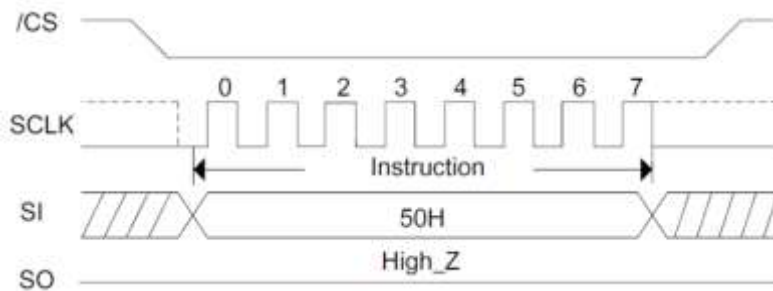 /CS
0 1 2 3 4 5 6 7
SCLK
Instruction
SI
50H
High_Z
SO